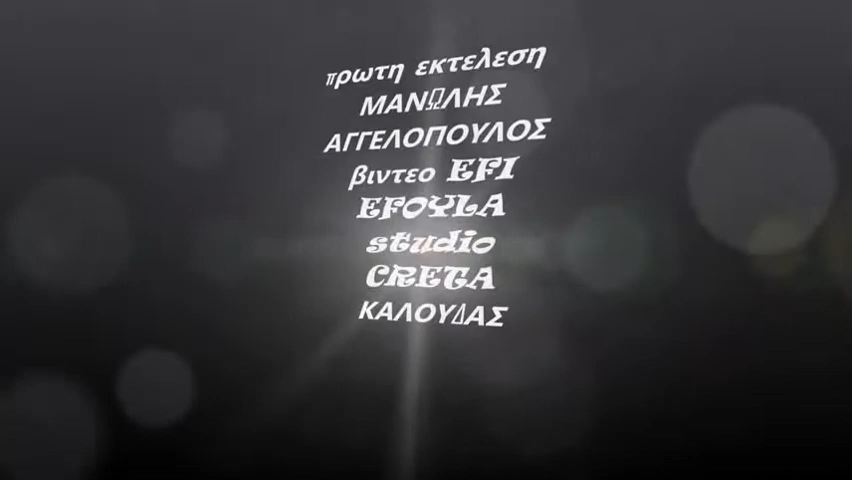 πρωτη εκτελεση
ΜΑΝΩΛΗΣ
ΑΓΓΕΛΟΠΟΥΛΟΣ
βιντεο EFI
EFOYLA
studio
CRETA
ΚΑΛΟΥΔΑΣ